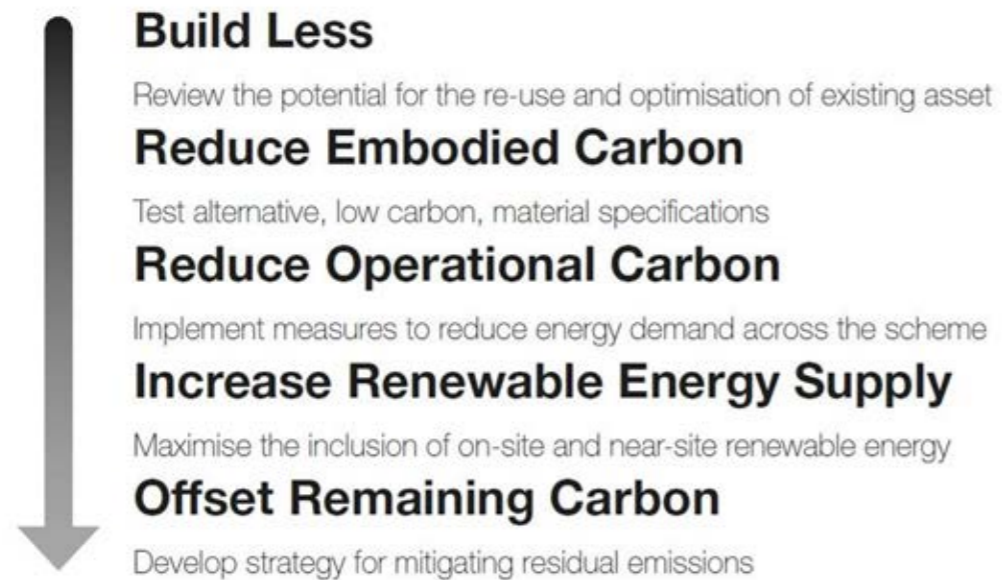 Build Less
Review the potential for the re-use and optimisation of existing asset
Reduce Embodied Carbon
Test alternative, low carbon, material specifications
Reduce Operational Carbon
Implement measures to reduce energy demand across the scheme
Increase Renewable Energy Supply
Maximise the inclusion of on-site and near-site renewable energy
Offset Remaining Carbon
Develop strategy for mitigating residual emissions